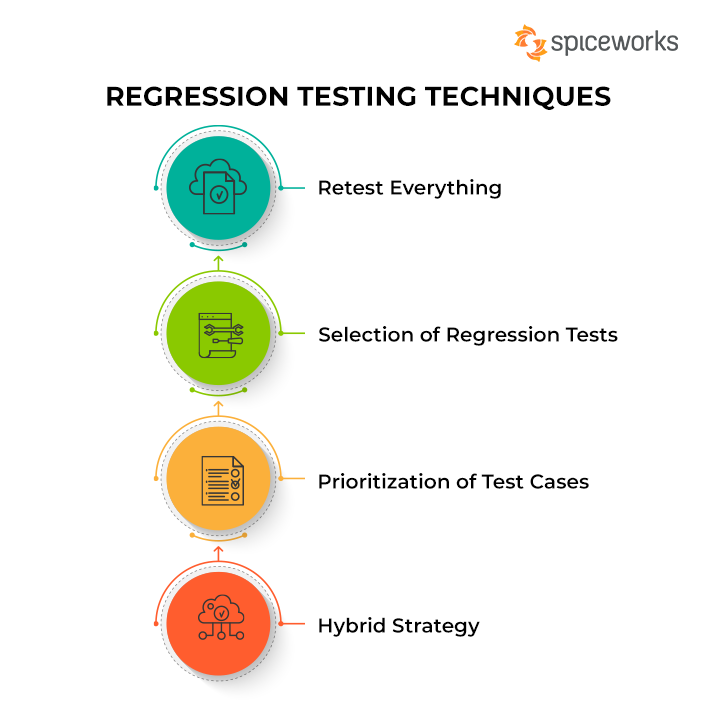 spiceworks
REGRESSION TESTING TECHNIQUES
Retest Everything
Selection of Regression Tests
Prioritization of Test Cases
Hybrid Strategy